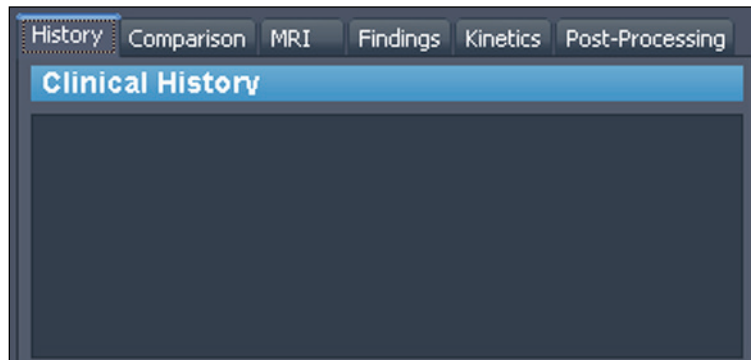 History Comparison MRI Findings Kinetics Post-Processing
Clinical History